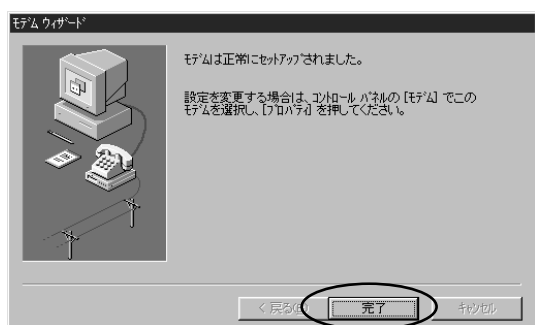 ﾓﾃﾞﾑ ｳｨｻﾞｰﾄﾞ
ﾓﾃﾞﾑは正常にｾｯﾄｱｯﾌﾟされました。
設定を変更する場合は、ｺﾝﾄﾛｰﾙ ﾊﾟﾈﾙの [ﾓﾃﾞﾑ] でこの
ﾓﾃﾞﾑを選択し、[ﾌﾟﾛﾊﾟﾃｨ] を押してください。
< 戻る(B) 完了 ｷｬﾝｾﾙ